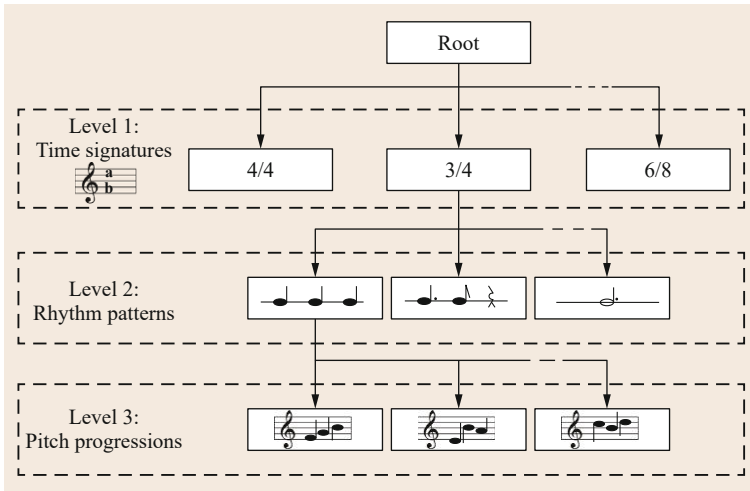 Root
Level 1:
Time signatures
a
b
4/4
3/4
6/8
Level 2:
Rhythm patterns
Level 3:
Pitch progressions